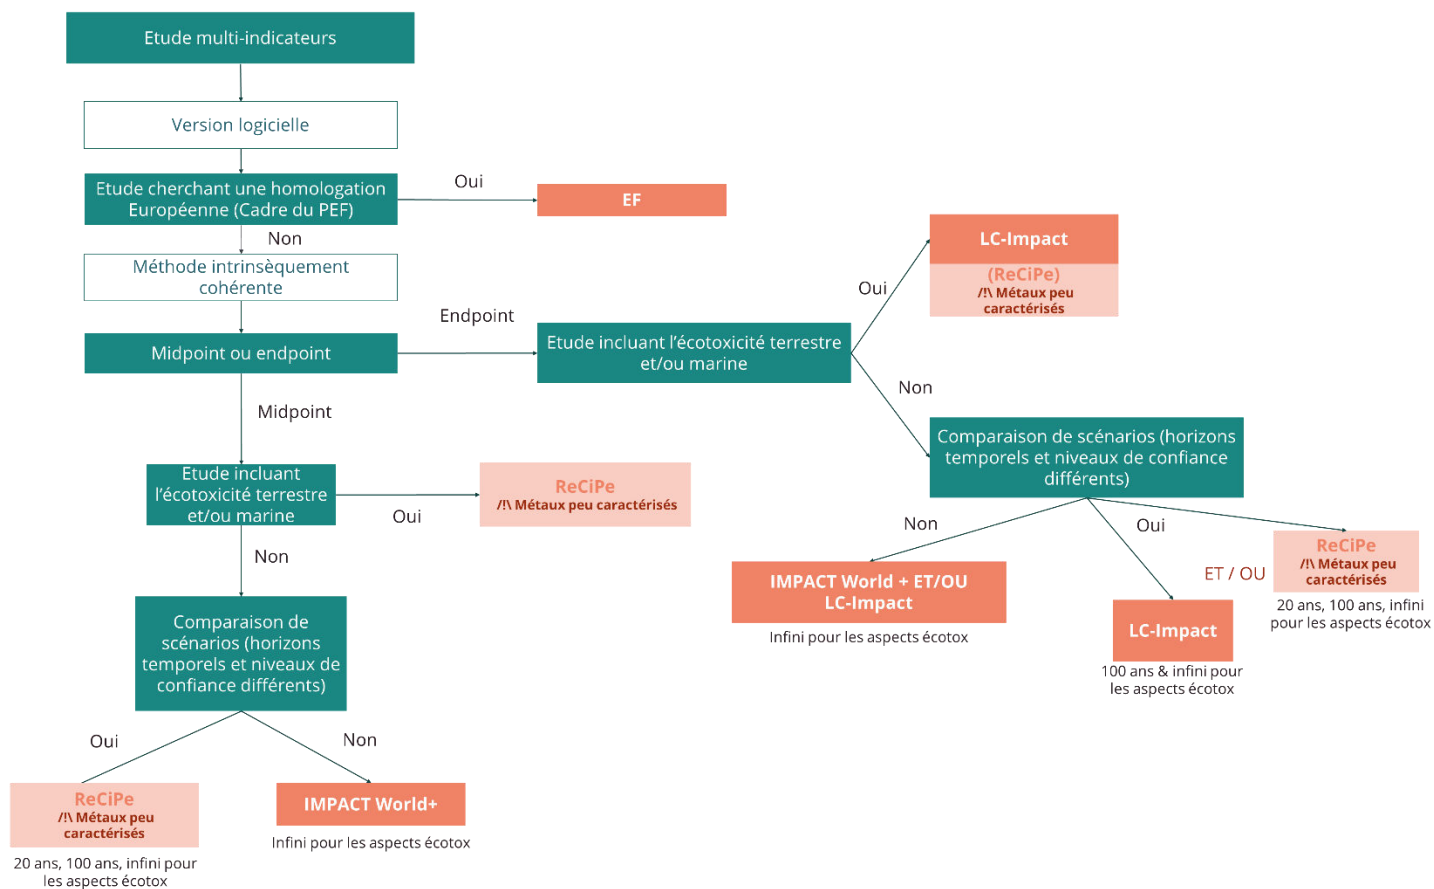 Etude multi-indicateurs
Version logicielle
Etude cherchant une homologation
Européenne (Cadre du PEF)
Oui
EF
Non
Méthode intrinsèquement
cohérente
Midpoint ou endpoint
Endpoint
Etude incluant l'écotoxicité terrestre
et/ou marine
Oui
LC-Impact
(ReCiPe)
/!\ Métaux peu
caractérisés
Non
Comparaison de scénarios (horizons
temporels et niveaux de confiance
différents)
Non
IMPACT World + ET/OU
LC-Impact
Infini pour les aspects écotox
Oui
LC-Impact
100 ans & infini pour
les aspects écotox
ET / OU
ReCiPe
/!\ Métaux peu
caractérisés
20 ans, 100 ans, infini
pour les aspects écotox
Midpoint
Etude incluant
l'écotoxicité terrestre
et/ou marine
Oui
ReCiPe
/!\ Métaux peu caractérisés
Non
Comparaison de
scénarios (horizons
temporels et niveaux de
confiance différents)
Oui
ReCiPe
/!\ Métaux peu
caractérisés
20 ans, 100 ans, infini pour
les aspects écotox
Non
IMPACT World+
Infini pour les aspects écotox